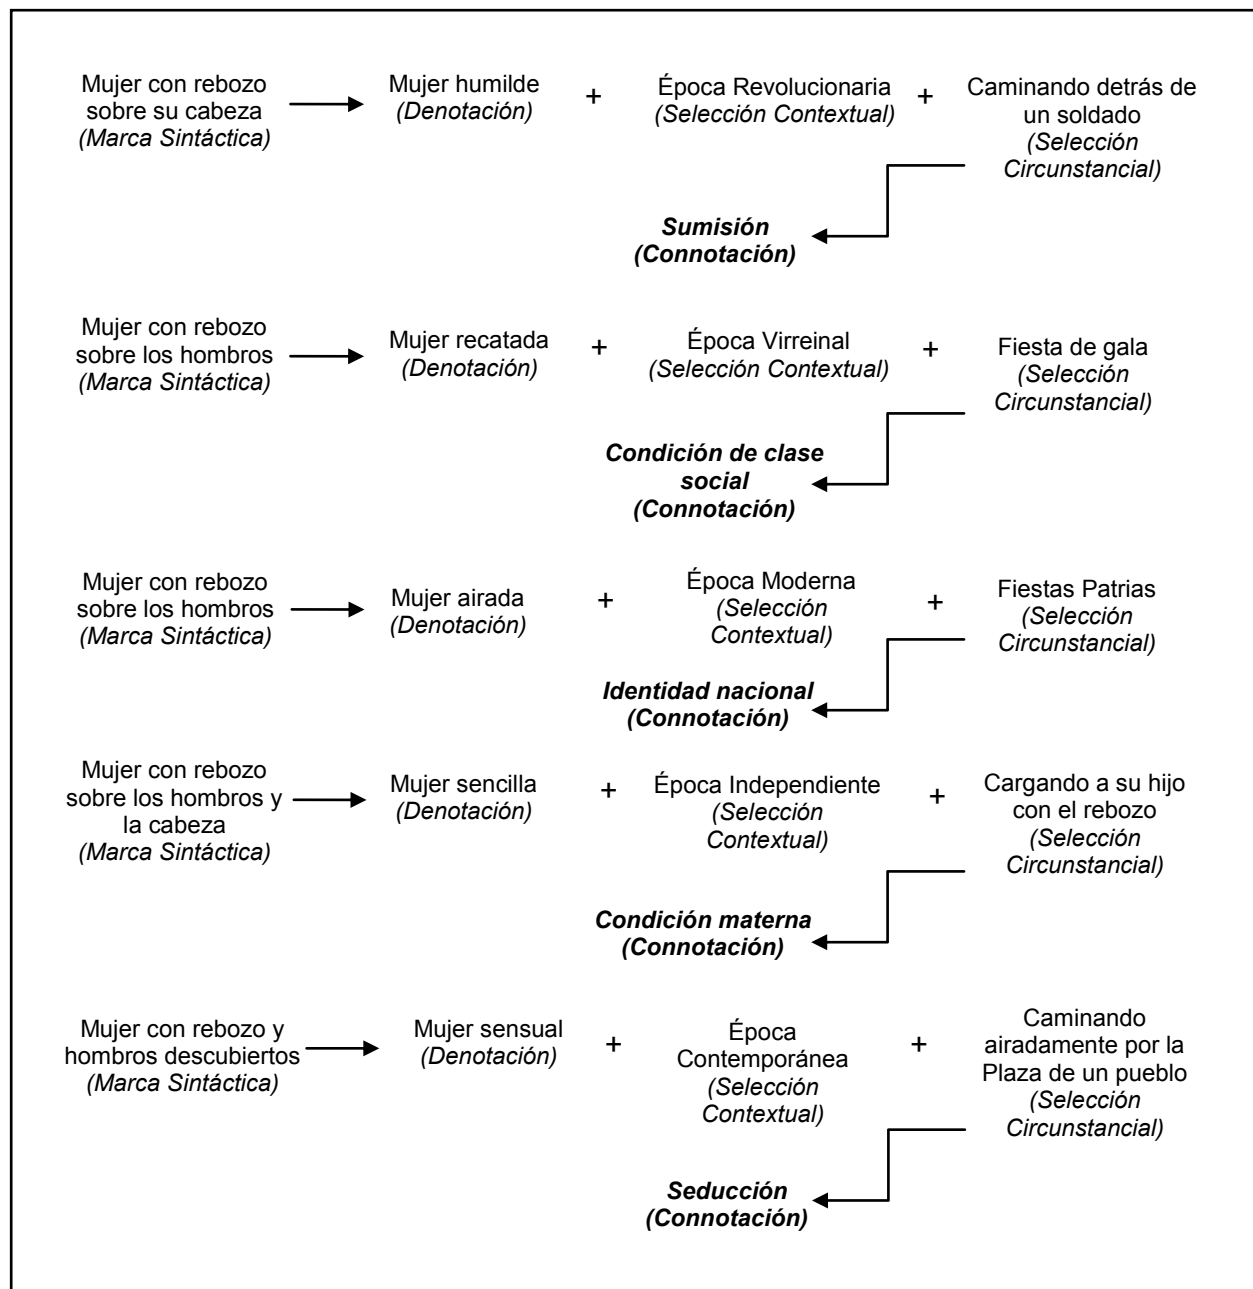 Mujer con rebozo
sobre su cabeza
(Marca Sintáctica)
Mujer humilde
(Denotación)
+
Época Revolucionaria
(Selección Contextual)
+
Caminando detrás de
un soldado
(Selección
Circunstancial)
Sumisión
(Connotación)
Mujer con rebozo
sobre los hombros
(Marca Sintáctica)
Mujer recatada
(Denotación)
+
Época Virreinal
(Selección Contextual)
+
Fiesta de gala
(Selección
Circunstancial)
Condición de clase
social
(Connotación)
Mujer con rebozo
sobre los hombros
(Marca Sintáctica)
Mujer airada
(Denotación)
+
Época Moderna
(Selección
Contextual)
+
Fiestas Patrias
(Selección
Circunstancial)
Identidad nacional
(Connotación)
Mujer con rebozo
sobre los hombros y
la cabeza
(Marca Sintáctica)
Mujer sencilla
(Denotación)
+
Época Independiente
(Selección
Contextual)
+
Cargando a su hijo
con el rebozo
(Selección
Circunstancial)
Condición materna
(Connotación)
Mujer con rebozo y
hombros descubiertos
(Marca Sintáctica)
Mujer sensual
(Denotación)
+
Época
Contemporánea
(Selección
Contextual)
+
Caminando
airadamente por la
Plaza de un pueblo
(Selección
Circunstancial)
Seducción
(Connotación)